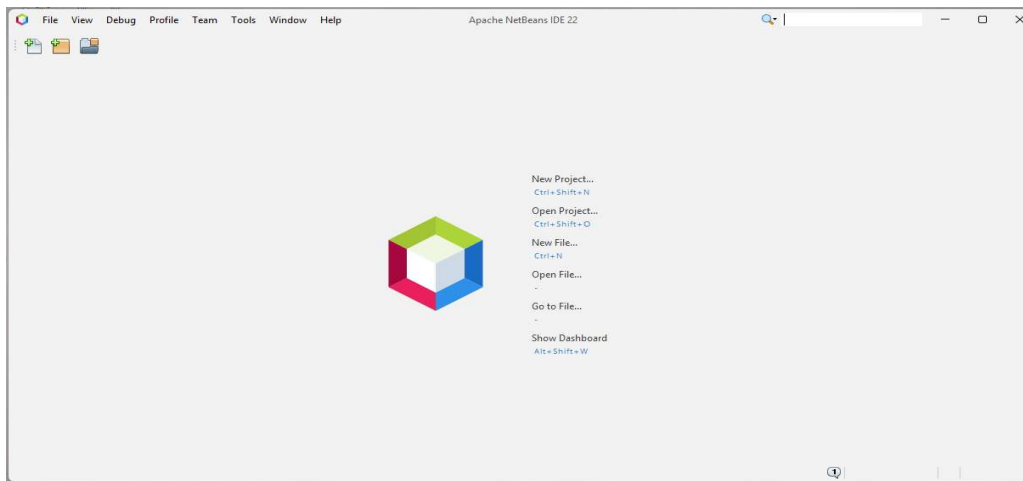 File View Debug Profile Team Tools Window Help Apache NetBeans IDE 22
New Project...
Ctrl+Shift+N
Open Project...
Ctrl+Shift+O
New File...
Ctrl+N
Open File...
-
Go to File...
-
Show Dashboard
Alt+Shift+W
1